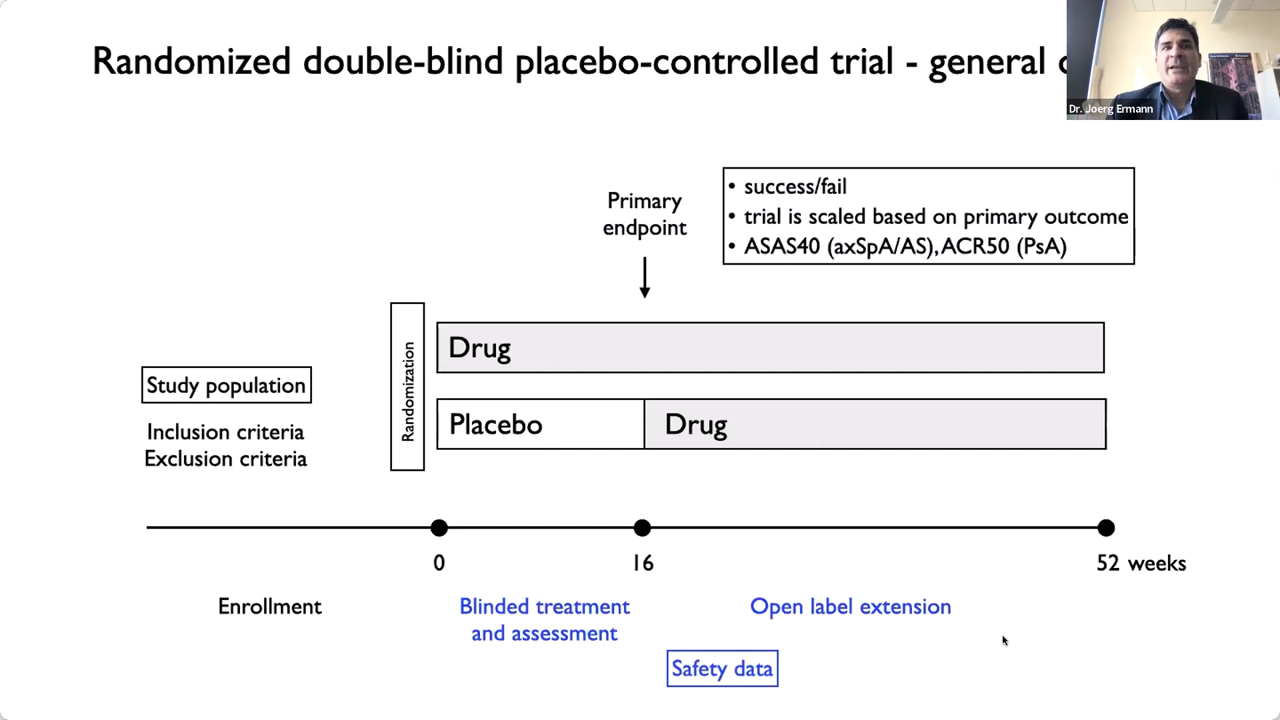 Randomized double-blind placebo-controlled trial - general
Dr. Joerg Ermann
Primary
endpoint
• success/fail
• trial is scaled based on primary outcome
• ASAS40 (axSpA/AS), ACR50 (PsA)
Randomization
Drug
Study population
Placebo
Drug
Inclusion criteria
Exclusion criteria
0
16
52 weeks
Enrollment
Blinded treatment
and assessment
Open label extension
Safety data